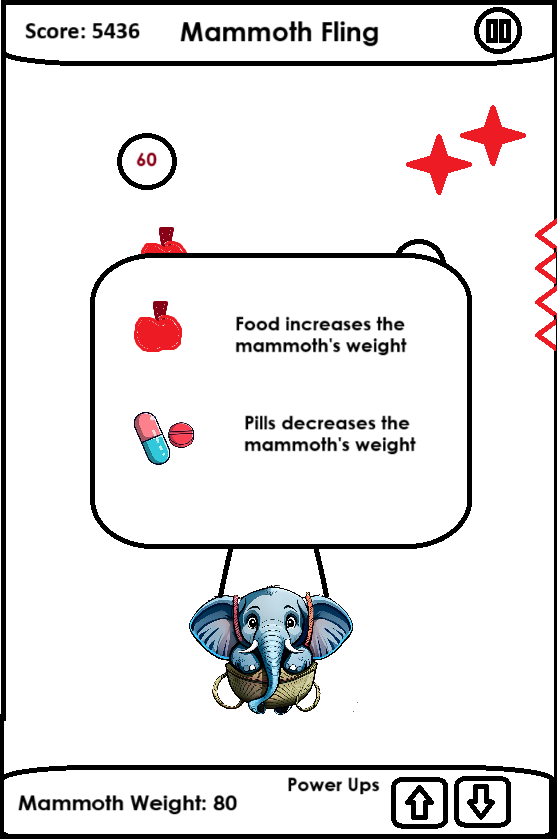 Score: 5436
Mammoth Fling
60
Food increases the
mammoth's weight
Pills decreases the
mammoth's weight
Power Ups
Mammoth Weight: 80